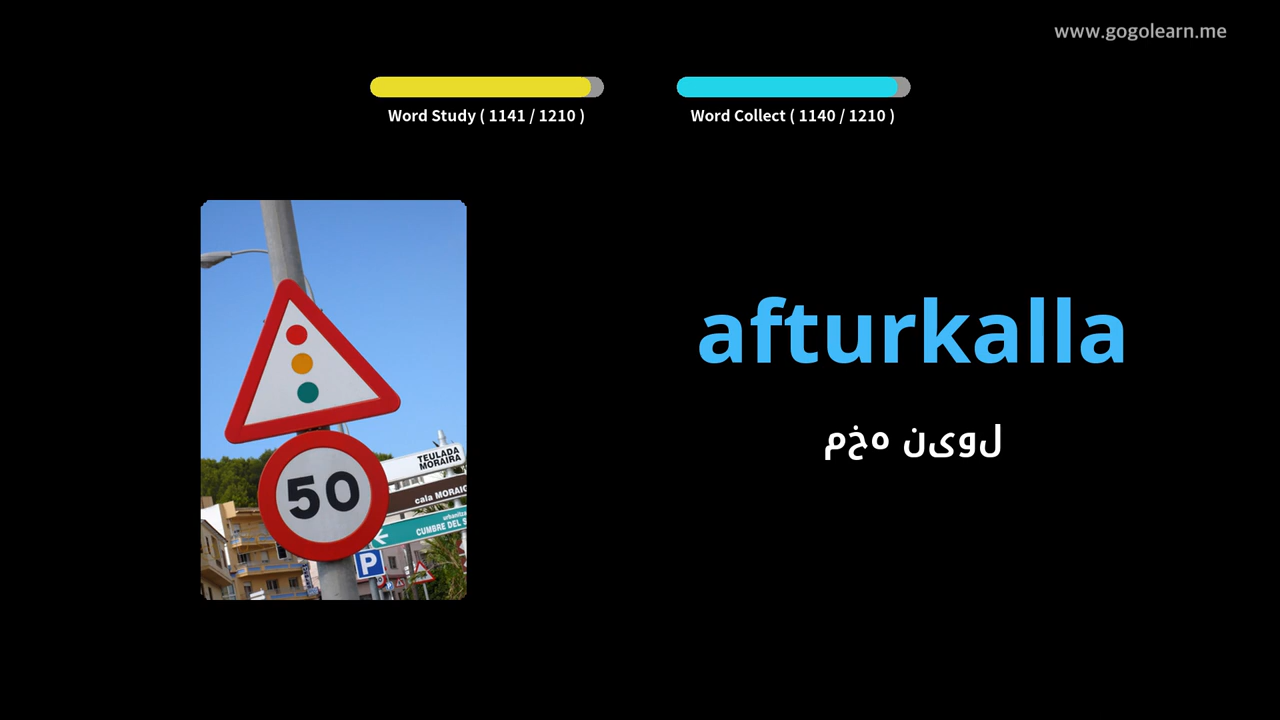 www.gogolearn.me
Word Study ( 1141 / 1210 )
Word Collect ( 1140 / 1210 )
afturkalla
مخه نیول
50
TEULADA
MORAIRA
cala
CUMBRE DEL
P